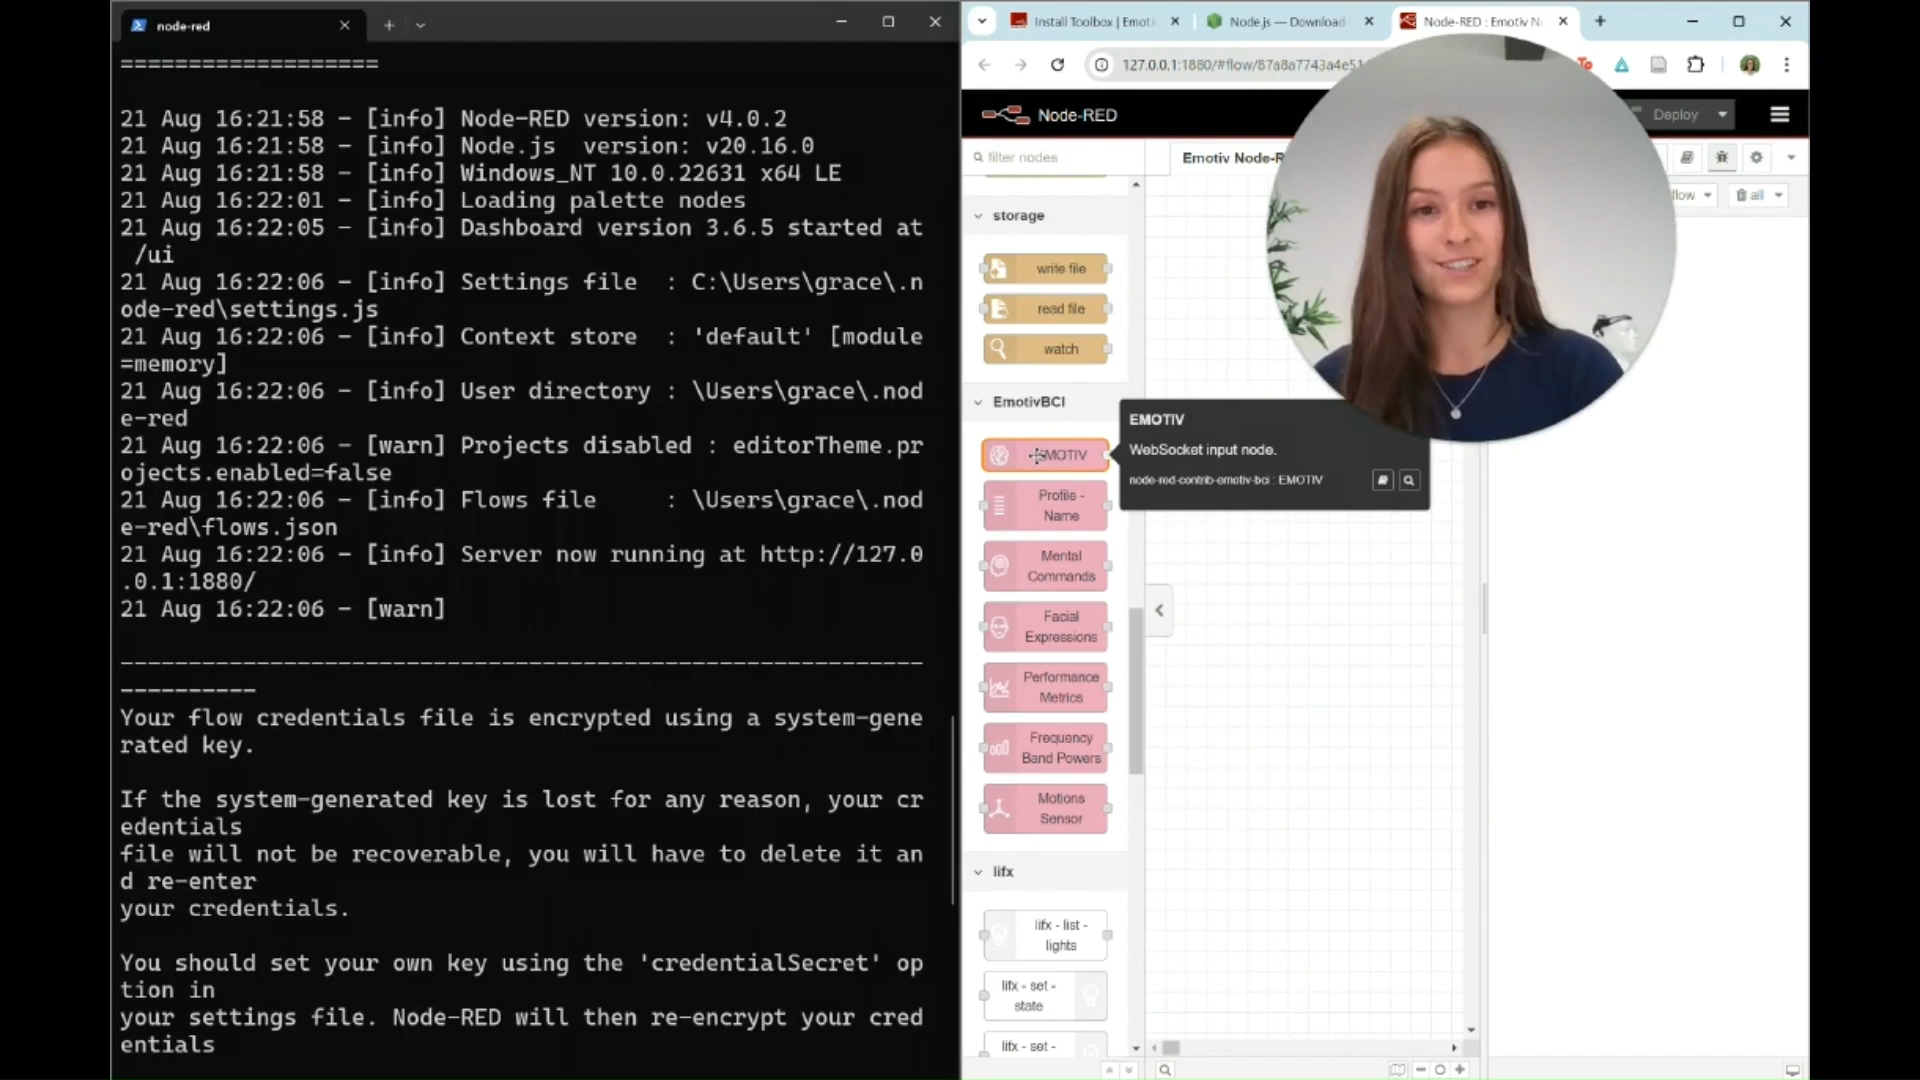 node-red
===================
21 Aug 16:21:58 - [info] Node-RED version: v4.0.2
21 Aug 16:21:58 - [info] Node.js  version: v20.16.0
21 Aug 16:21:58 - [info] Windows_NT 10.0.22631 x64 LE
21 Aug 16:22:01 - [info] Loading palette nodes
21 Aug 16:22:05 - [info] Dashboard version 3.6.5 started at
/ui
21 Aug 16:22:06 - [info] Settings file  : C:\Users\grace\.n
ode-red\settings.js
21 Aug 16:22:06 - [info] Context store  : 'default' [module
=memory]
21 Aug 16:22:06 - [info] User directory : \Users\grace\.nod
e-red
21 Aug 16:22:06 - [warn] Projects disabled : editorTheme.pr
ojects.enabled=false
21 Aug 16:22:06 - [info] Flows file     : \Users\grace\.nod
e-red\flows.json
21 Aug 16:22:06 - [info] Server now running at http://127.0
.0.1:1880/
21 Aug 16:22:06 - [warn]
-----------------------------------------------------------
----------
Your flow credentials file is encrypted using a system-gene
rated key.
If the system-generated key is lost for any reason, your cr
edentials
file will not be recoverable, you will have to delete it an
d re-enter
your credentials.
You should set your own key using the 'credentialSecret' op
tion in
your settings file. Node-RED will then re-encrypt your cred
entials
Install Toolbox | Emoti
Node.js — Download
Node-RED : Emotiv N
127.0.0.1:1880/#flow/87a8a7743a4e51
Node-RED
Deploy
filter nodes
Emotiv Node-R
flow
all
storage
write file
read file
watch
EmotivBCI
EMOTIV
EMOTIV
WebSocket input node.
node-red-contrib-emotiv-bci : EMOTIV
Profile -
Name
Mental
Commands
Facial
Expressions
Performance
Metrics
Frequency
Band Powers
Motions
Sensor
lifx
lifx - list -
lights
lifx - set -
state
lifx - set -